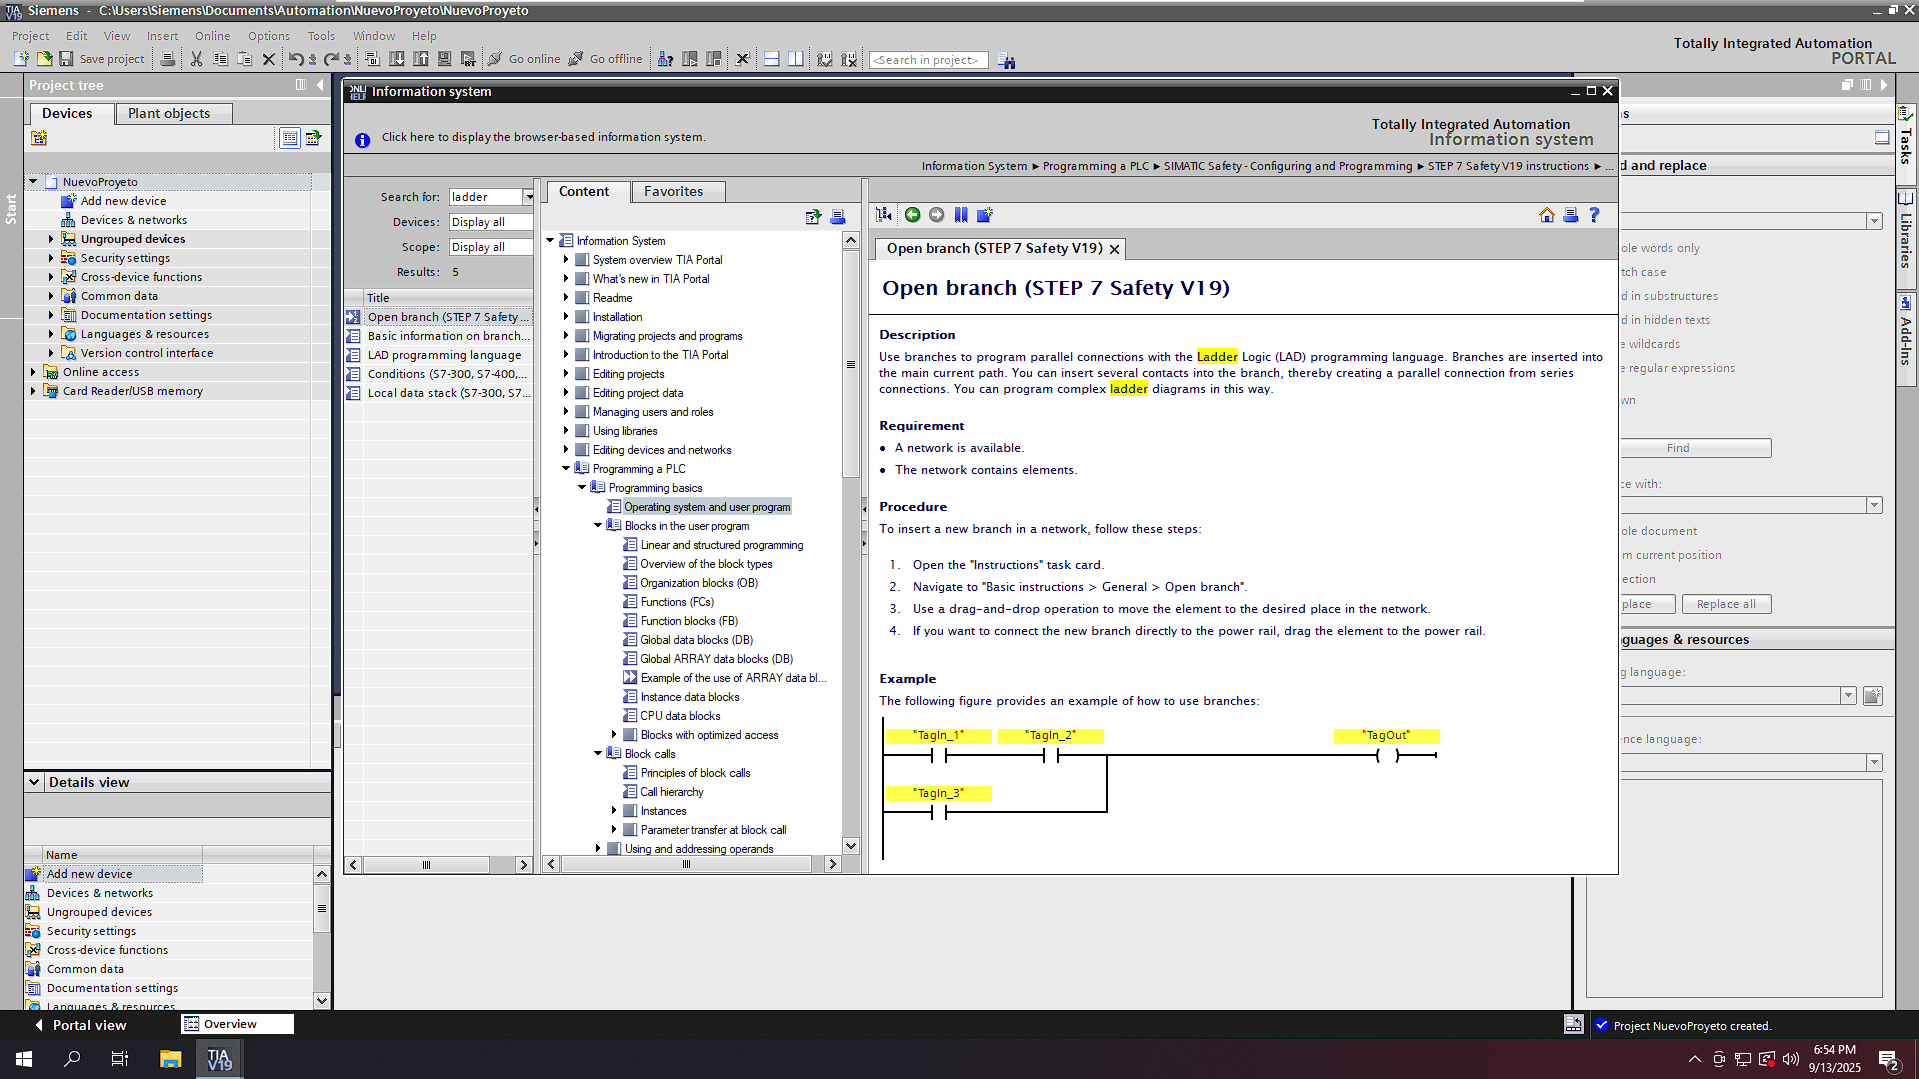 Siemens - C:\Users\Siemens\Documents\Automation\NuevoProyeto\NuevoProyeto
Project Edit View Insert Online Options Tools Window Help
Save project
Go online
Go offline
<Search in project>
Totally Integrated Automation
PORTAL
Start
Project tree
Devices
Plant objects
NuevoProyeto
Add new device
Devices & networks
Ungrouped devices
Security settings
Cross-device functions
Common data
Documentation settings
Languages & resources
Version control interface
Online access
Card Reader/USB memory
Details view
Name
Add new device
Devices & networks
Ungrouped devices
Security settings
Cross-device functions
Common data
Documentation settings
Languages & resources
Information system
Click here to display the browser-based information system.
Totally Integrated Automation
Information system
Information System ▶ Programming a PLC ▶ SIMATIC Safety - Configuring and Programming ▶ STEP 7 Safety V19 instructions ▶ ...
Search for: ladder
Devices: Display all
Scope: Display all
Results: 5
Title
Open branch (STEP 7 Safety ...
Basic information on branch...
LAD programming language
Conditions (S7-300, S7-400,...
Local data stack (S7-300, S7...
Content
Favorites
Information System
System overview TIA Portal
What's new in TIA Portal
Readme
Installation
Migrating projects and programs
Introduction to the TIA Portal
Editing projects
Editing project data
Managing users and roles
Using libraries
Editing devices and networks
Programming a PLC
Programming basics
Operating system and user program
Blocks in the user program
Linear and structured programming
Overview of the block types
Organization blocks (OB)
Functions (FCs)
Function blocks (FB)
Global data blocks (DB)
Global ARRAY data blocks (DB)
Example of the use of ARRAY data bl...
Instance data blocks
CPU data blocks
Blocks with optimized access
Block calls
Principles of block calls
Call hierarchy
Instances
Parameter transfer at block call
Using and addressing operands
Open branch (STEP 7 Safety V19)
Open branch (STEP 7 Safety V19)
Description
Use branches to program parallel connections with the Ladder Logic (LAD) programming language. Branches are inserted into
the main current path. You can insert several contacts into the branch, thereby creating a parallel connection from series
connections. You can program complex ladder diagrams in this way.
Requirement
• A network is available.
• The network contains elements.
Procedure
To insert a new branch in a network, follow these steps:
1. Open the "Instructions" task card.
2. Navigate to "Basic instructions > General > Open branch".
3. Use a drag-and-drop operation to move the element to the desired place in the network.
4. If you want to connect the new branch directly to the power rail, drag the element to the power rail.
Example
The following figure provides an example of how to use branches:
"TagIn_1" "TagIn_2" "TagOut"
"TagIn_3"
ns
d and replace
ole words only
tch case
d in substructures
d in hidden texts
e wildcards
e regular expressions
wn
Find
ce with:
ole document
m current position
ection
place
Replace all
guages & resources
g language:
nce language:
Tasks
Libraries
Add-Ins
Portal view
Overview
Project NuevoProyeto created.
TIA
V19
6:54 PM
9/13/2025
2